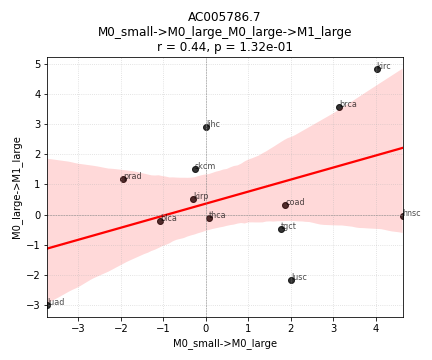 AC005786.7
M0_small->M0_large_M0_large->M1_large
r = 0.44, p = 1.32e-01
M0_large->M1_large
5
4
3
2
1
0
−1
−2
−3
kirc
brca
lihc
skcm
prad
kirp
coad
blca
thca
hnsc
tgct
lusc
luad
−3
−2
−1
0
1
2
3
4
M0_small->M0_large